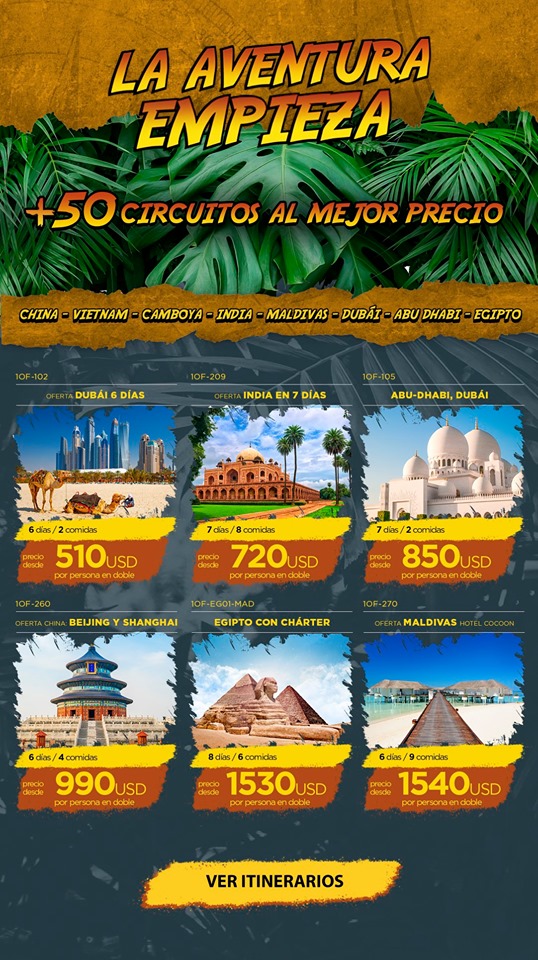 LA AVENTURA
EMPIEZA
+50 CIRCUITOS AL MEJOR PRECIO
CHINA - VIETNAM - CAMBOYA - INDIA - MALDIVAS - DUBÁI - ABU DHABI - EGIPTO
1OF-102
OFERTA DUBÁI 6 DÍAS
6 días / 2 comidas
precio desde 510USD
por persona en doble
1OF-209
OFERTA INDIA EN 7 DÍAS
7 días / 8 comidas
precio desde 720USD
por persona en doble
1OF-105
ABU-DHABI, DUBÁI
7 días / 2 comidas
precio desde 850USD
por persona en doble
1OF-260
OFERTA CHINA: BEIJING Y SHANGHAI
6 días / 4 comidas
precio desde 990USD
por persona en doble
1OF-EG01-MAD
EGIPTO CON CHÁRTER
8 días / 6 comidas
precio desde 1530USD
por persona en doble
1OF-270
OFERTA MALDIVAS HOTEL COCOON
6 días / 9 comidas
precio desde 1540USD
por persona en doble
VER ITINERARIOS